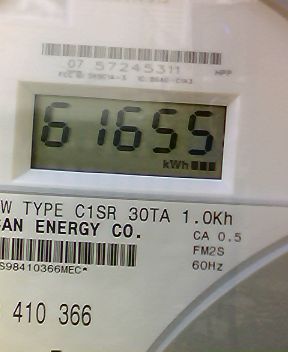 07 57245311
61655
kWh
W TYPE C1SR 30TA 1.0Kh
SAN ENERGY CO.
CA 0.5
FM2S
60Hz
S98410366MEC*
410 366